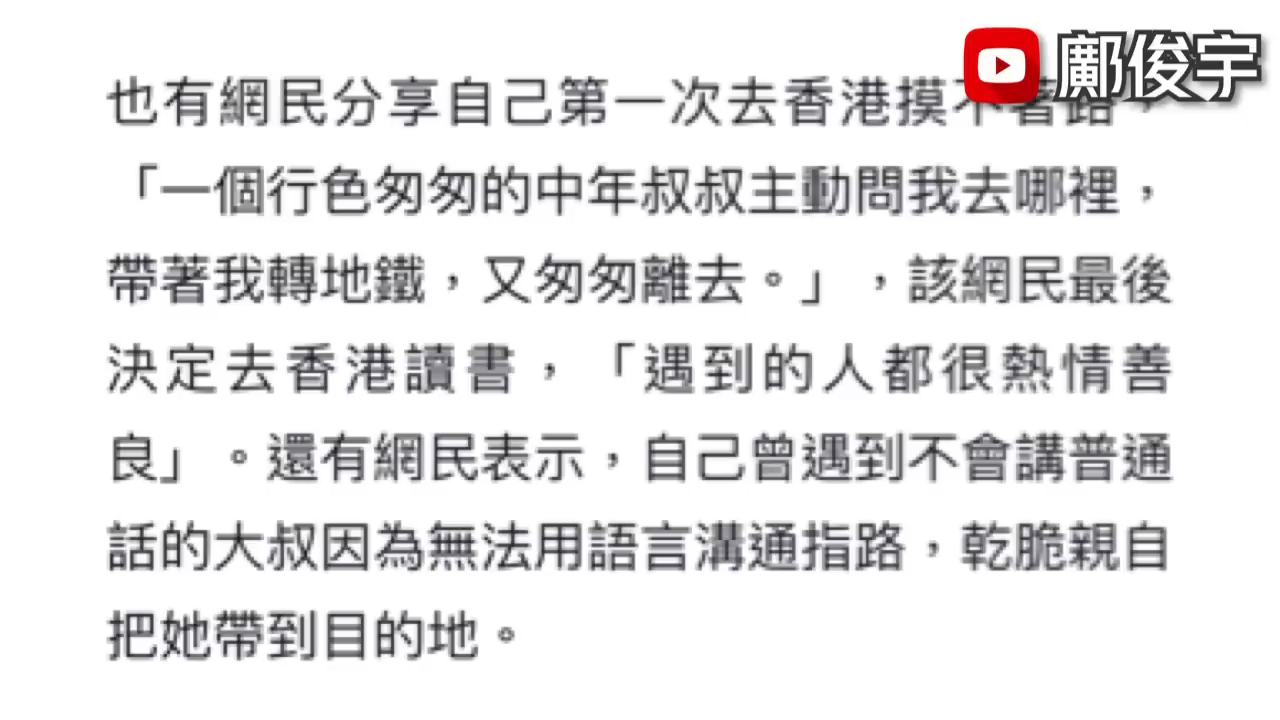 鄺俊宇
也有網民分享自己第一次去香港摸不著路，
「一個行色匆匆的中年叔叔主動問我去哪裡，
帶著我轉地鐵，又匆匆離去。」，該網民最後
決定去香港讀書，「遇到的人都很熱情善
良」。還有網民表示，自己曾遇到不會講普通
話的大叔因為無法用語言溝通指路，乾脆親自
把她帶到目的地。